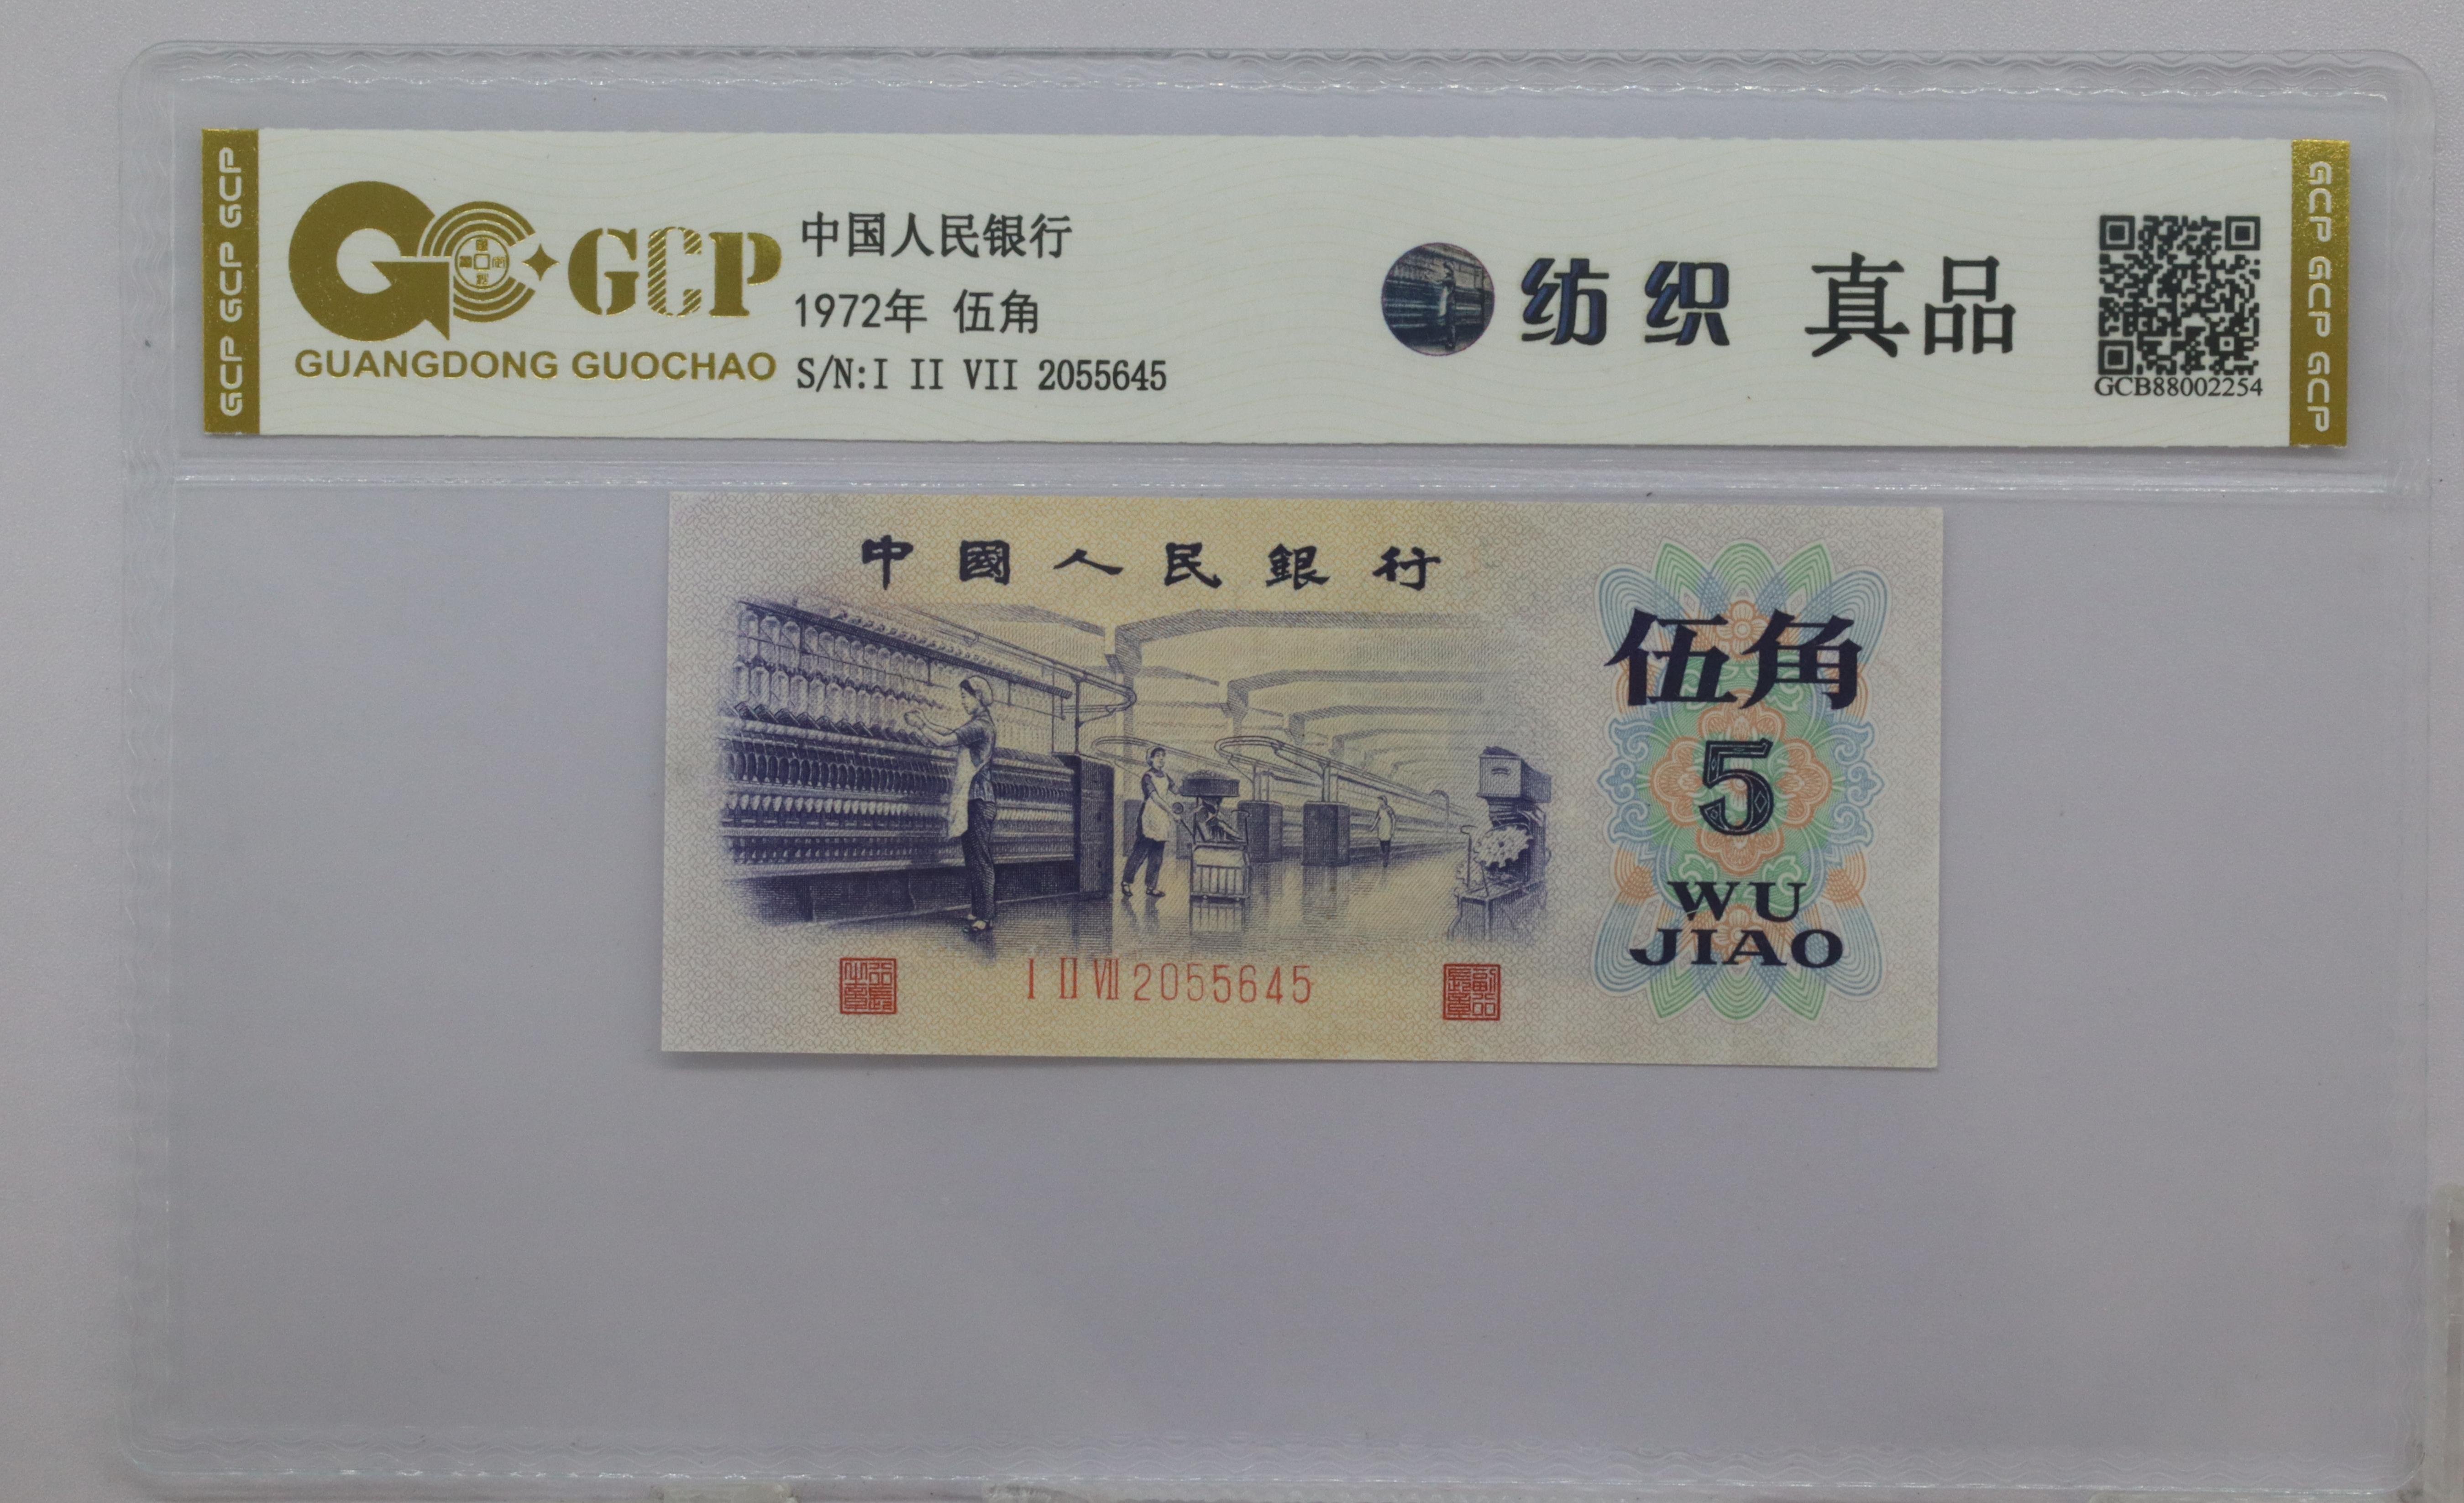 GCP GCP GCP
GCP
GUANGDONG GUOCHAO
中国人民银行
1972年 伍角
S/N:I II VII 2055645
纺织 真品
GCB88002254
GCP GCP GCP
中國人民銀行
伍角
5
WU
JIAO
I II VII 2055645